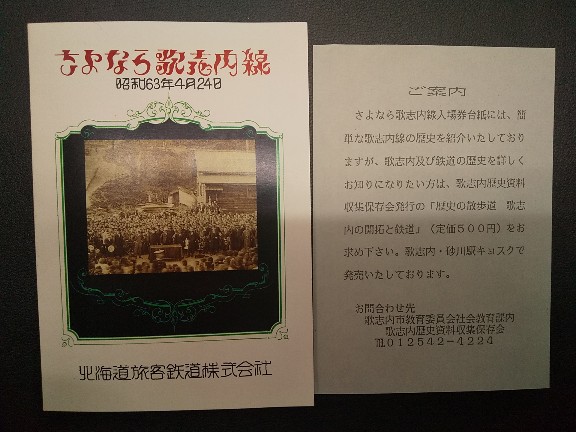 さよなら歌志内線
昭和63年4月24日
北海道旅客鉄道株式会社
ご案内
さよなら歌志内線入場券台紙には、簡
単な歌志内線の歴史を紹介いたしており
ますが、歌志内及び鉄道の歴史を詳しく
お知りになりたい方は、歌志内歴史資料
収集保存会発行の「歴史の散歩道　歌志
内の開拓と鉄道」（定価５００円）をお
求め下さい。歌志内・砂川駅キョスクで
発売いたしております。
お問合わせ先
歌志内市教育委員会社会教育部内
歌志内歴史資料収集保存会
℡０１２５４２－４２２４